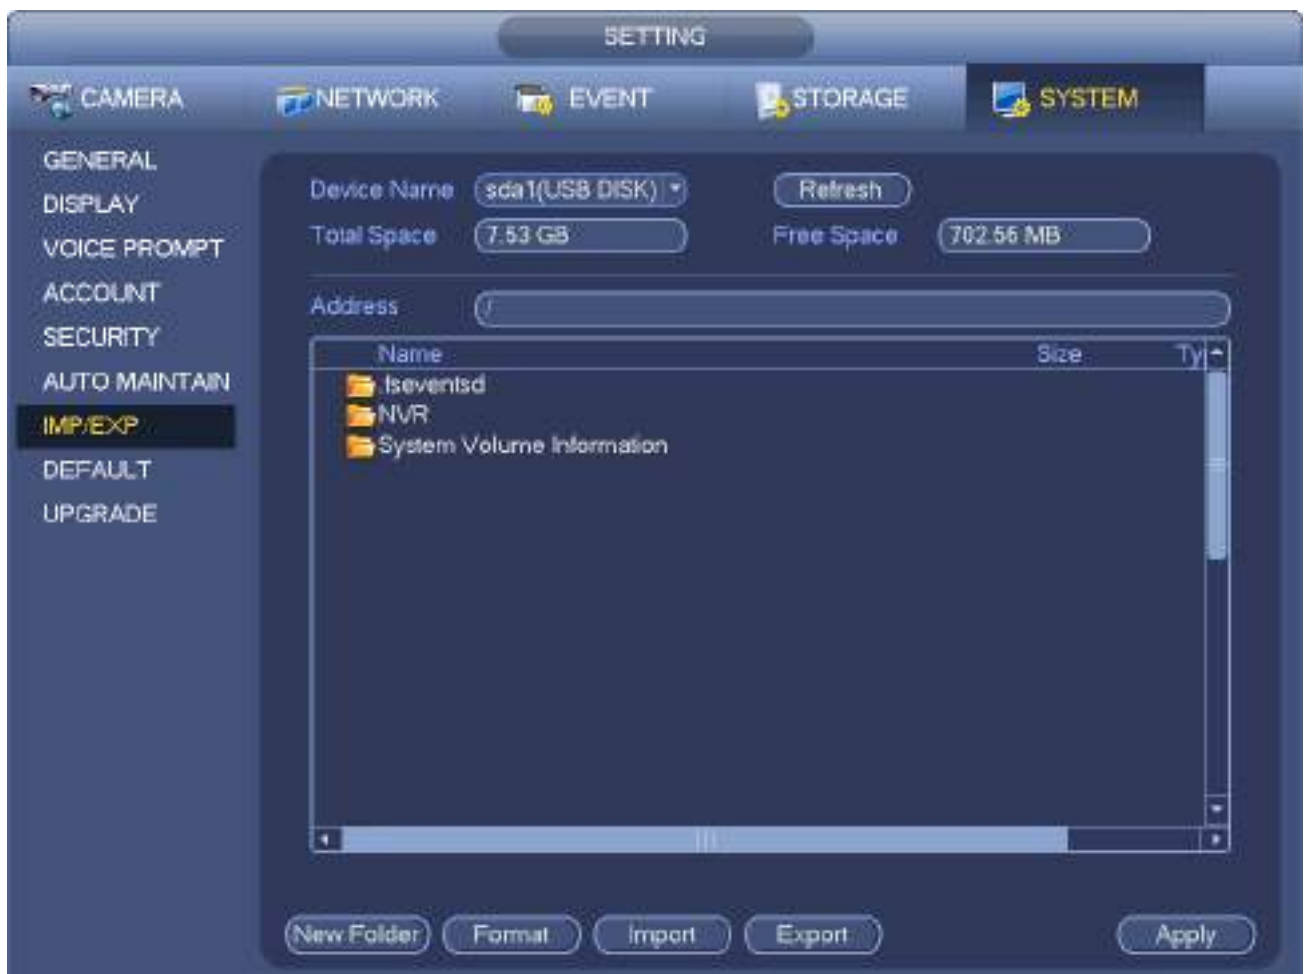 SETTING
CAMERA NETWORK EVENT STORAGE SYSTEM
GENERAL
DISPLAY
VOICE PROMPT
ACCOUNT
SECURITY
AUTO MAINTAIN
IMP/EXP
DEFAULT
UPGRADE
Device Name sda1(USB DISK) Refresh
Total Space 7.53 GB Free Space 702.56 MB
Address /
Name Size Ty
.fseventsd
NVR
System Volume Information
New Folder Format Import Export Apply